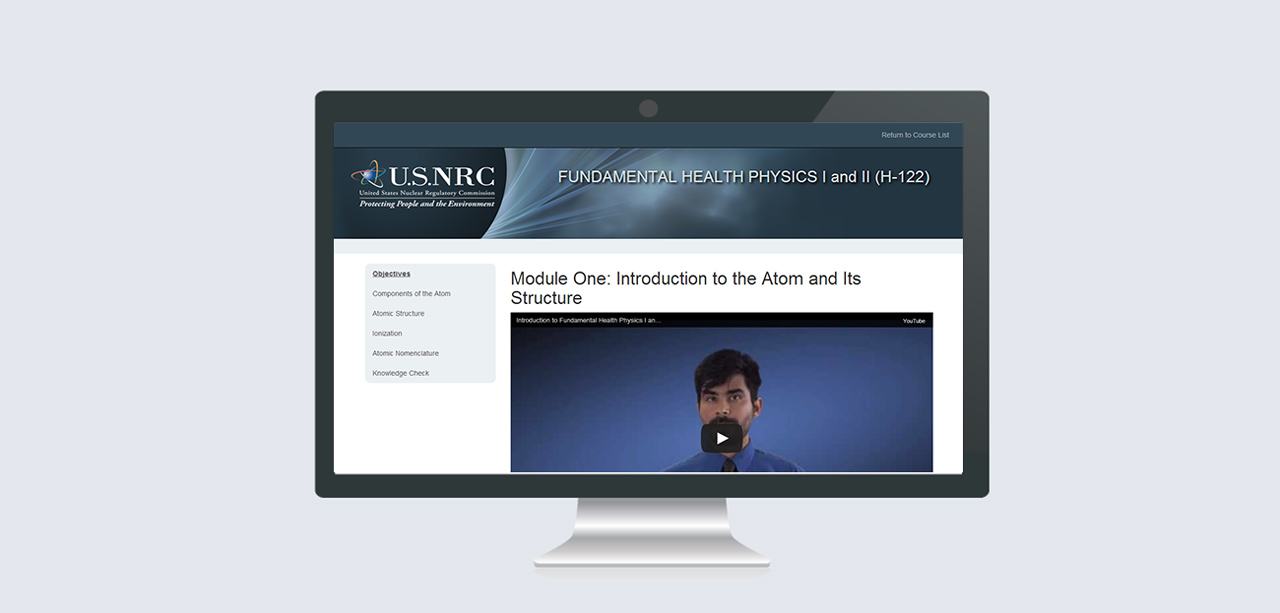 Return to Course List
U.S.NRC
United States Nuclear Regulatory Commission
Protecting People and the Environment
FUNDAMENTAL HEALTH PHYSICS I and II (H-122)
Objectives
Components of the Atom
Atomic Structure
Ionization
Atomic Nomenclature
Knowledge Check
Module One: Introduction to the Atom and Its
Structure
Introduction to Fundamental Health Physics I an...
YouTube